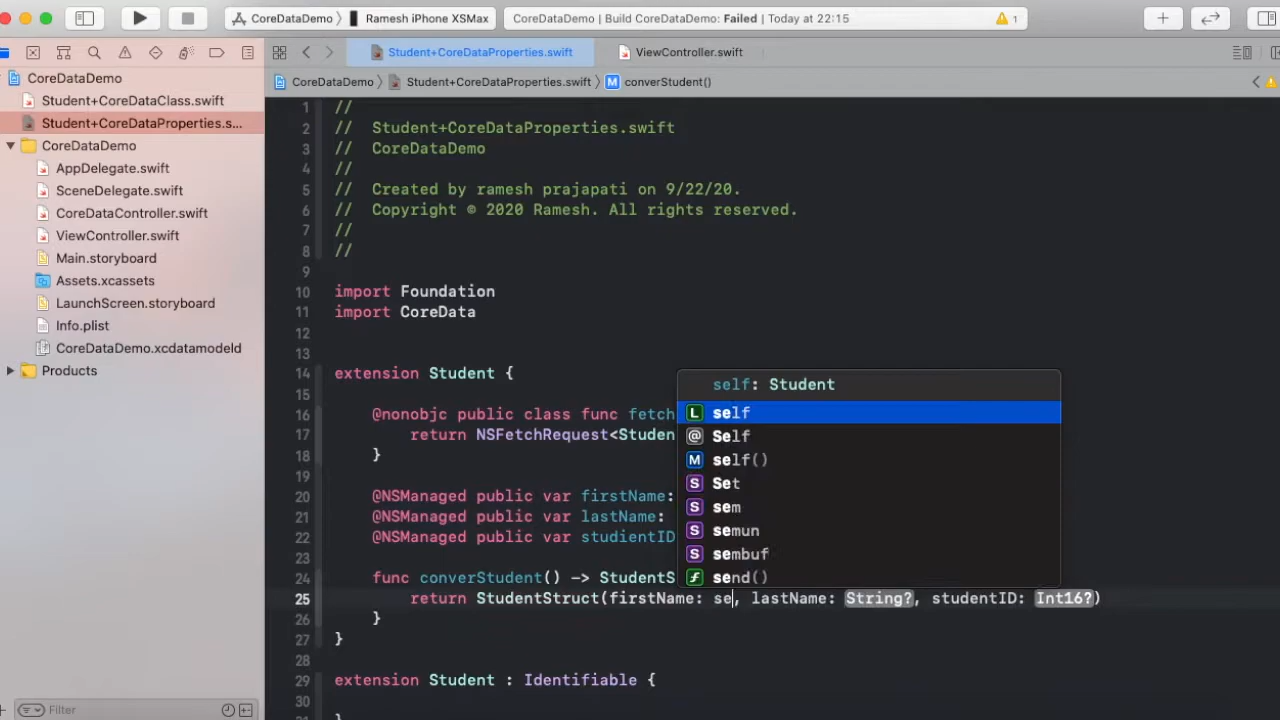 CoreDataDemo 〉 Ramesh iPhone XSMax
CoreDataDemo | Build CoreDataDemo: Failed | Today at 22:15
1
Student+CoreDataProperties.swift
ViewController.swift
CoreDataDemo
Student+CoreDataClass.swift
Student+CoreDataProperties.s...
CoreDataDemo
AppDelegate.swift
SceneDelegate.swift
CoreDataController.swift
ViewController.swift
Main.storyboard
Assets.xcassets
LaunchScreen.storyboard
Info.plist
CoreDataDemo.xcdatamodeld
Products
Filter
CoreDataDemo 〉 Student+CoreDataProperties.swift 〉 M converStudent()
1 //
2 // Student+CoreDataProperties.swift
3 // CoreDataDemo
4 //
5 // Created by ramesh prajapati on 9/22/20.
6 // Copyright © 2020 Ramesh. All rights reserved.
7 //
8 //
9
10 import Foundation
11 import CoreData
12
13
14 extension Student {
15
16 @nonobjc public class func fetch
17 return NSFetchRequest<Studen
18 }
19
20 @NSManaged public var firstName:
21 @NSManaged public var lastName:
22 @NSManaged public var studientID
23
24 func converStudent() -> StudentS
25 return StudentStruct(firstName: se, lastName: String?, studentID: Int16?)
26 }
27 }
28
29 extension Student : Identifiable {
30
31 }
self: Student
L self
@ Self
M self()
S Set
S sem
S semun
S sembuf
f send()